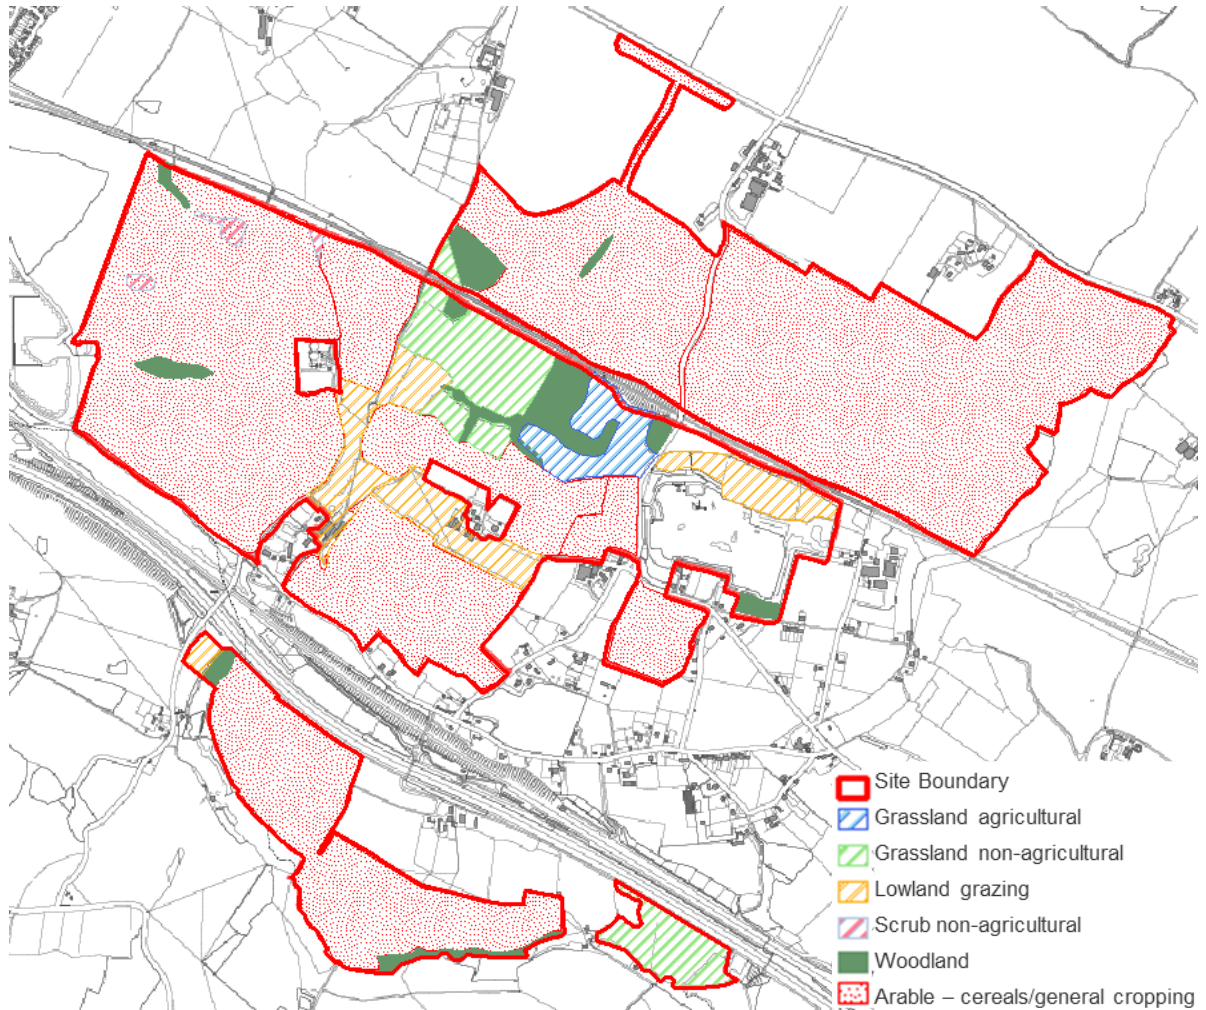 Site Boundary
Grassland agricultural
Grassland non-agricultural
Lowland grazing
Scrub non-agricultural
Woodland
Arable – cereals/general cropping